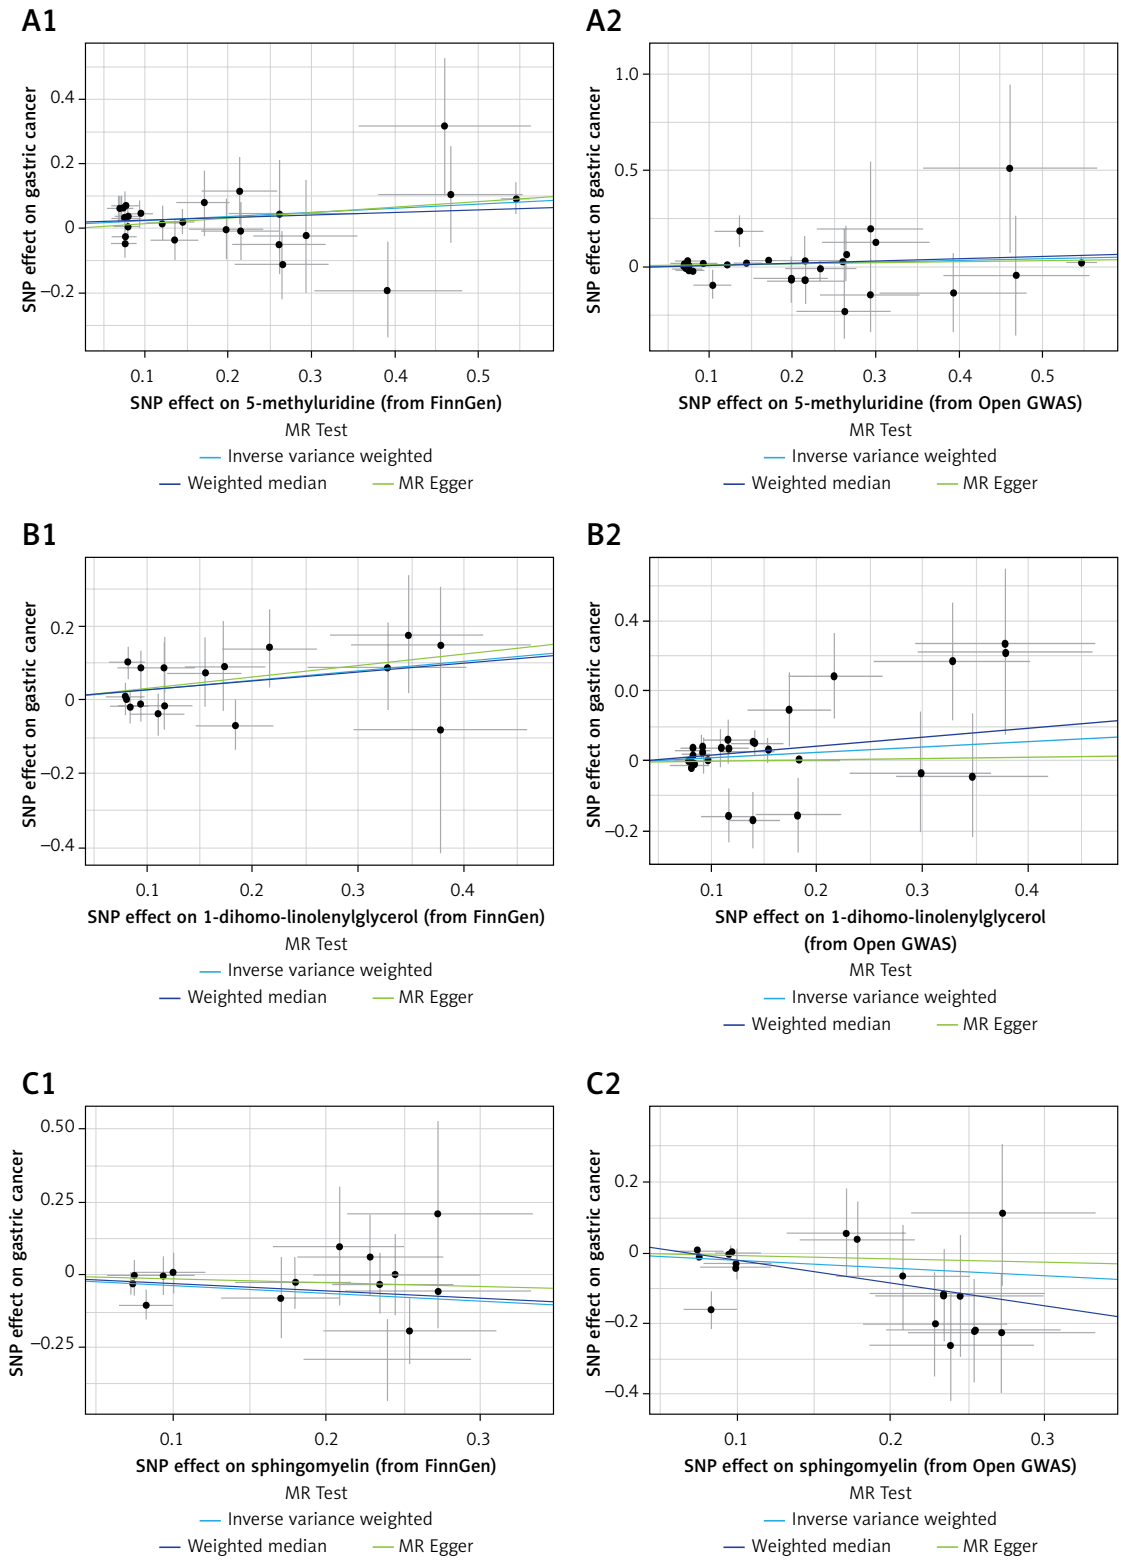 A1
SNP effect on gastric cancer
0.4
0.2
0
–0.2
0.1 0.2 0.3 0.4 0.5
SNP effect on 5-methyluridine (from FinnGen)
MR Test
Inverse variance weighted
Weighted median MR Egger
A2
SNP effect on gastric cancer
1.0
0.5
0
0.1 0.2 0.3 0.4 0.5
SNP effect on 5-methyluridine (from Open GWAS)
MR Test
Inverse variance weighted
Weighted median MR Egger
B1
SNP effect on gastric cancer
0.2
0
–0.2
–0.4
0.1 0.2 0.3 0.4
SNP effect on 1-dihomo-linolenylglycerol (from FinnGen)
MR Test
Inverse variance weighted
Weighted median MR Egger
B2
SNP effect on gastric cancer
0.4
0.0
0
–0.2
0.1 0.2 0.3 0.4
SNP effect on 1-dihomo-linolenylglycerol
(from Open GWAS)
MR Test
Inverse variance weighted
Weighted median MR Egger
C1
SNP effect on gastric cancer
0.50
0.25
0
–0.25
0.1 0.2 0.3
SNP effect on sphingomyelin (from FinnGen)
MR Test
Inverse variance weighted
Weighted median MR Egger
C2
SNP effect on gastric cancer
0.2
0
–0.2
–0.4
0.1 0.2 0.3
SNP effect on sphingomyelin (from Open GWAS)
MR Test
Inverse variance weighted
Weighted median MR Egger